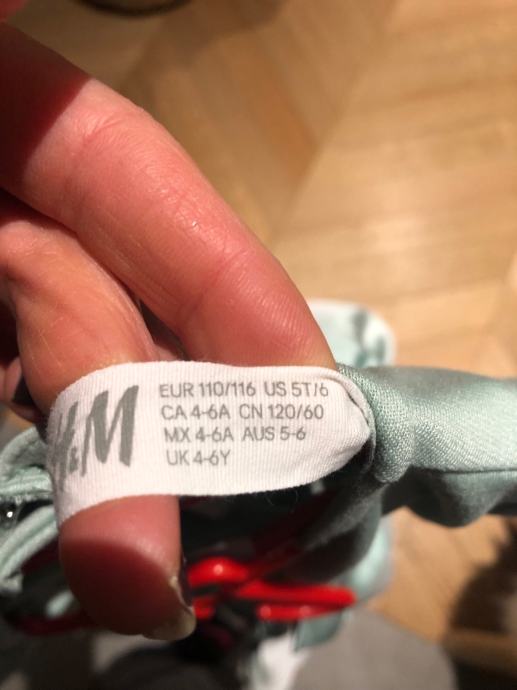 H&M
EUR 110/116 US 5T/6
CA 4-6A CN 120/60
MX 4-6A AUS 5-6
UK 4-6Y